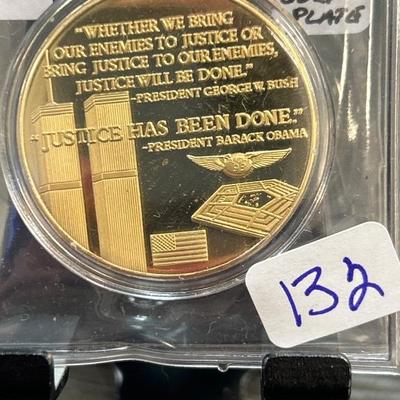 GOLD
PLATE
"WHETHER WE BRING
OUR ENEMIES TO JUSTICE OR
BRING JUSTICE TO OUR ENEMIES,
JUSTICE WILL BE DONE."
-PRESIDENT GEORGE W. BUSH
"JUSTICE HAS BEEN DONE."
-PRESIDENT BARACK OBAMA
132